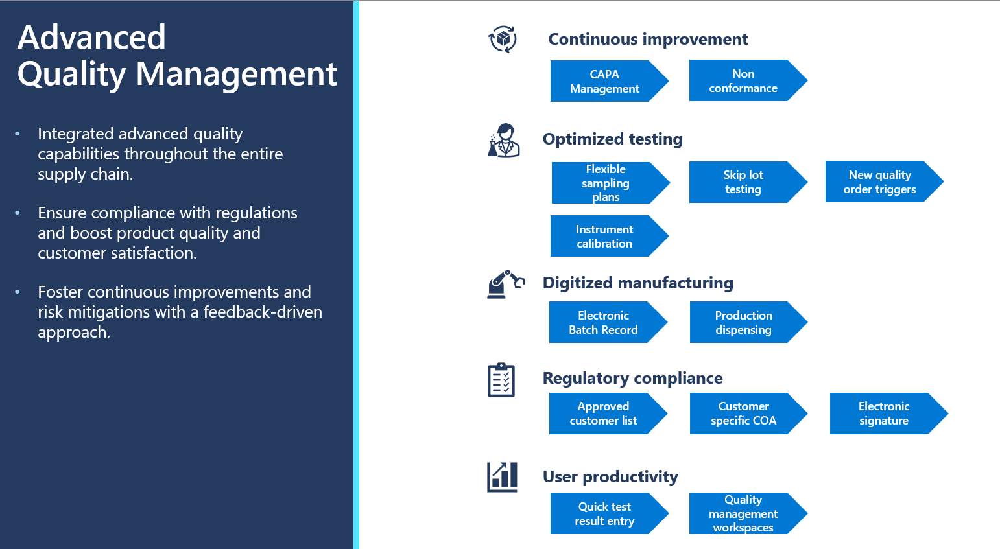 Advanced
Quality Management
• Integrated advanced quality
capabilities throughout the entire
supply chain.
• Ensure compliance with regulations
and boost product quality and
customer satisfaction.
• Foster continuous improvements and
risk mitigations with a feedback-driven
approach.
Continuous improvement
CAPA
Management
Non
conformance
Optimized testing
Flexible
sampling
plans
Skip lot
testing
New quality
order triggers
Instrument
calibration
Digitized manufacturing
Electronic
Batch Record
Production
dispensing
Regulatory compliance
Approved
customer list
Customer
specific COA
Electronic
signature
User productivity
Quick test
result entry
Quality
management
workspaces